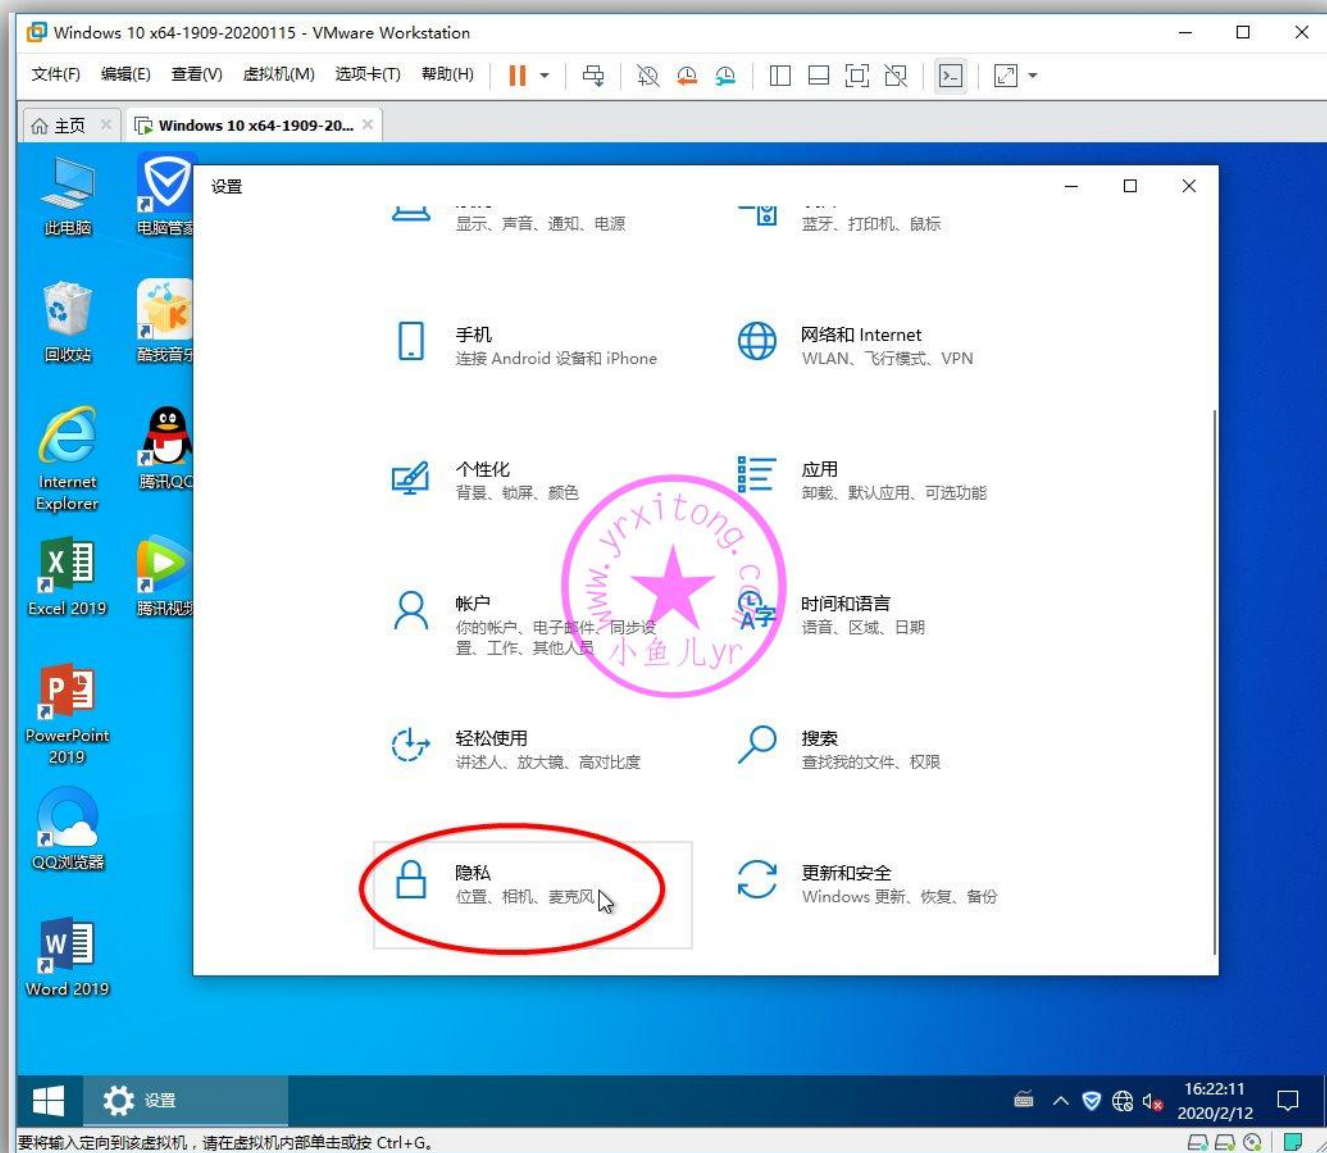 Windows 10 x64-1909-20200115 - VMware Workstation
文件(F) 编辑(E) 查看(V) 虚拟机(M) 选项卡(T) 帮助(H)
主页
Windows 10 x64-1909-20...
此电脑
电脑管家
回收站
酷我音乐
Internet
Explorer
腾讯QQ
Excel 2019
腾讯视频
PowerPoint
2019
QQ浏览器
Word 2019
设置
显示、声音、通知、电源
蓝牙、打印机、鼠标
手机
连接 Android 设备和 iPhone
网络和 Internet
WLAN、飞行模式、VPN
个性化
背景、锁屏、颜色
应用
卸载、默认应用、可选功能
帐户
你的帐户、电子邮件、同步设
置、工作、其他人员
时间和语言
语音、区域、日期
轻松使用
讲述人、放大镜、高对比度
搜索
查找我的文件、权限
隐私
位置、相机、麦克风
更新和安全
Windows 更新、恢复、备份
www.yrxitong.com
小鱼儿yr
设置
16:22:11
2020/2/12
要将输入定向到该虚拟机，请在虚拟机内部单击或按 Ctrl+G。